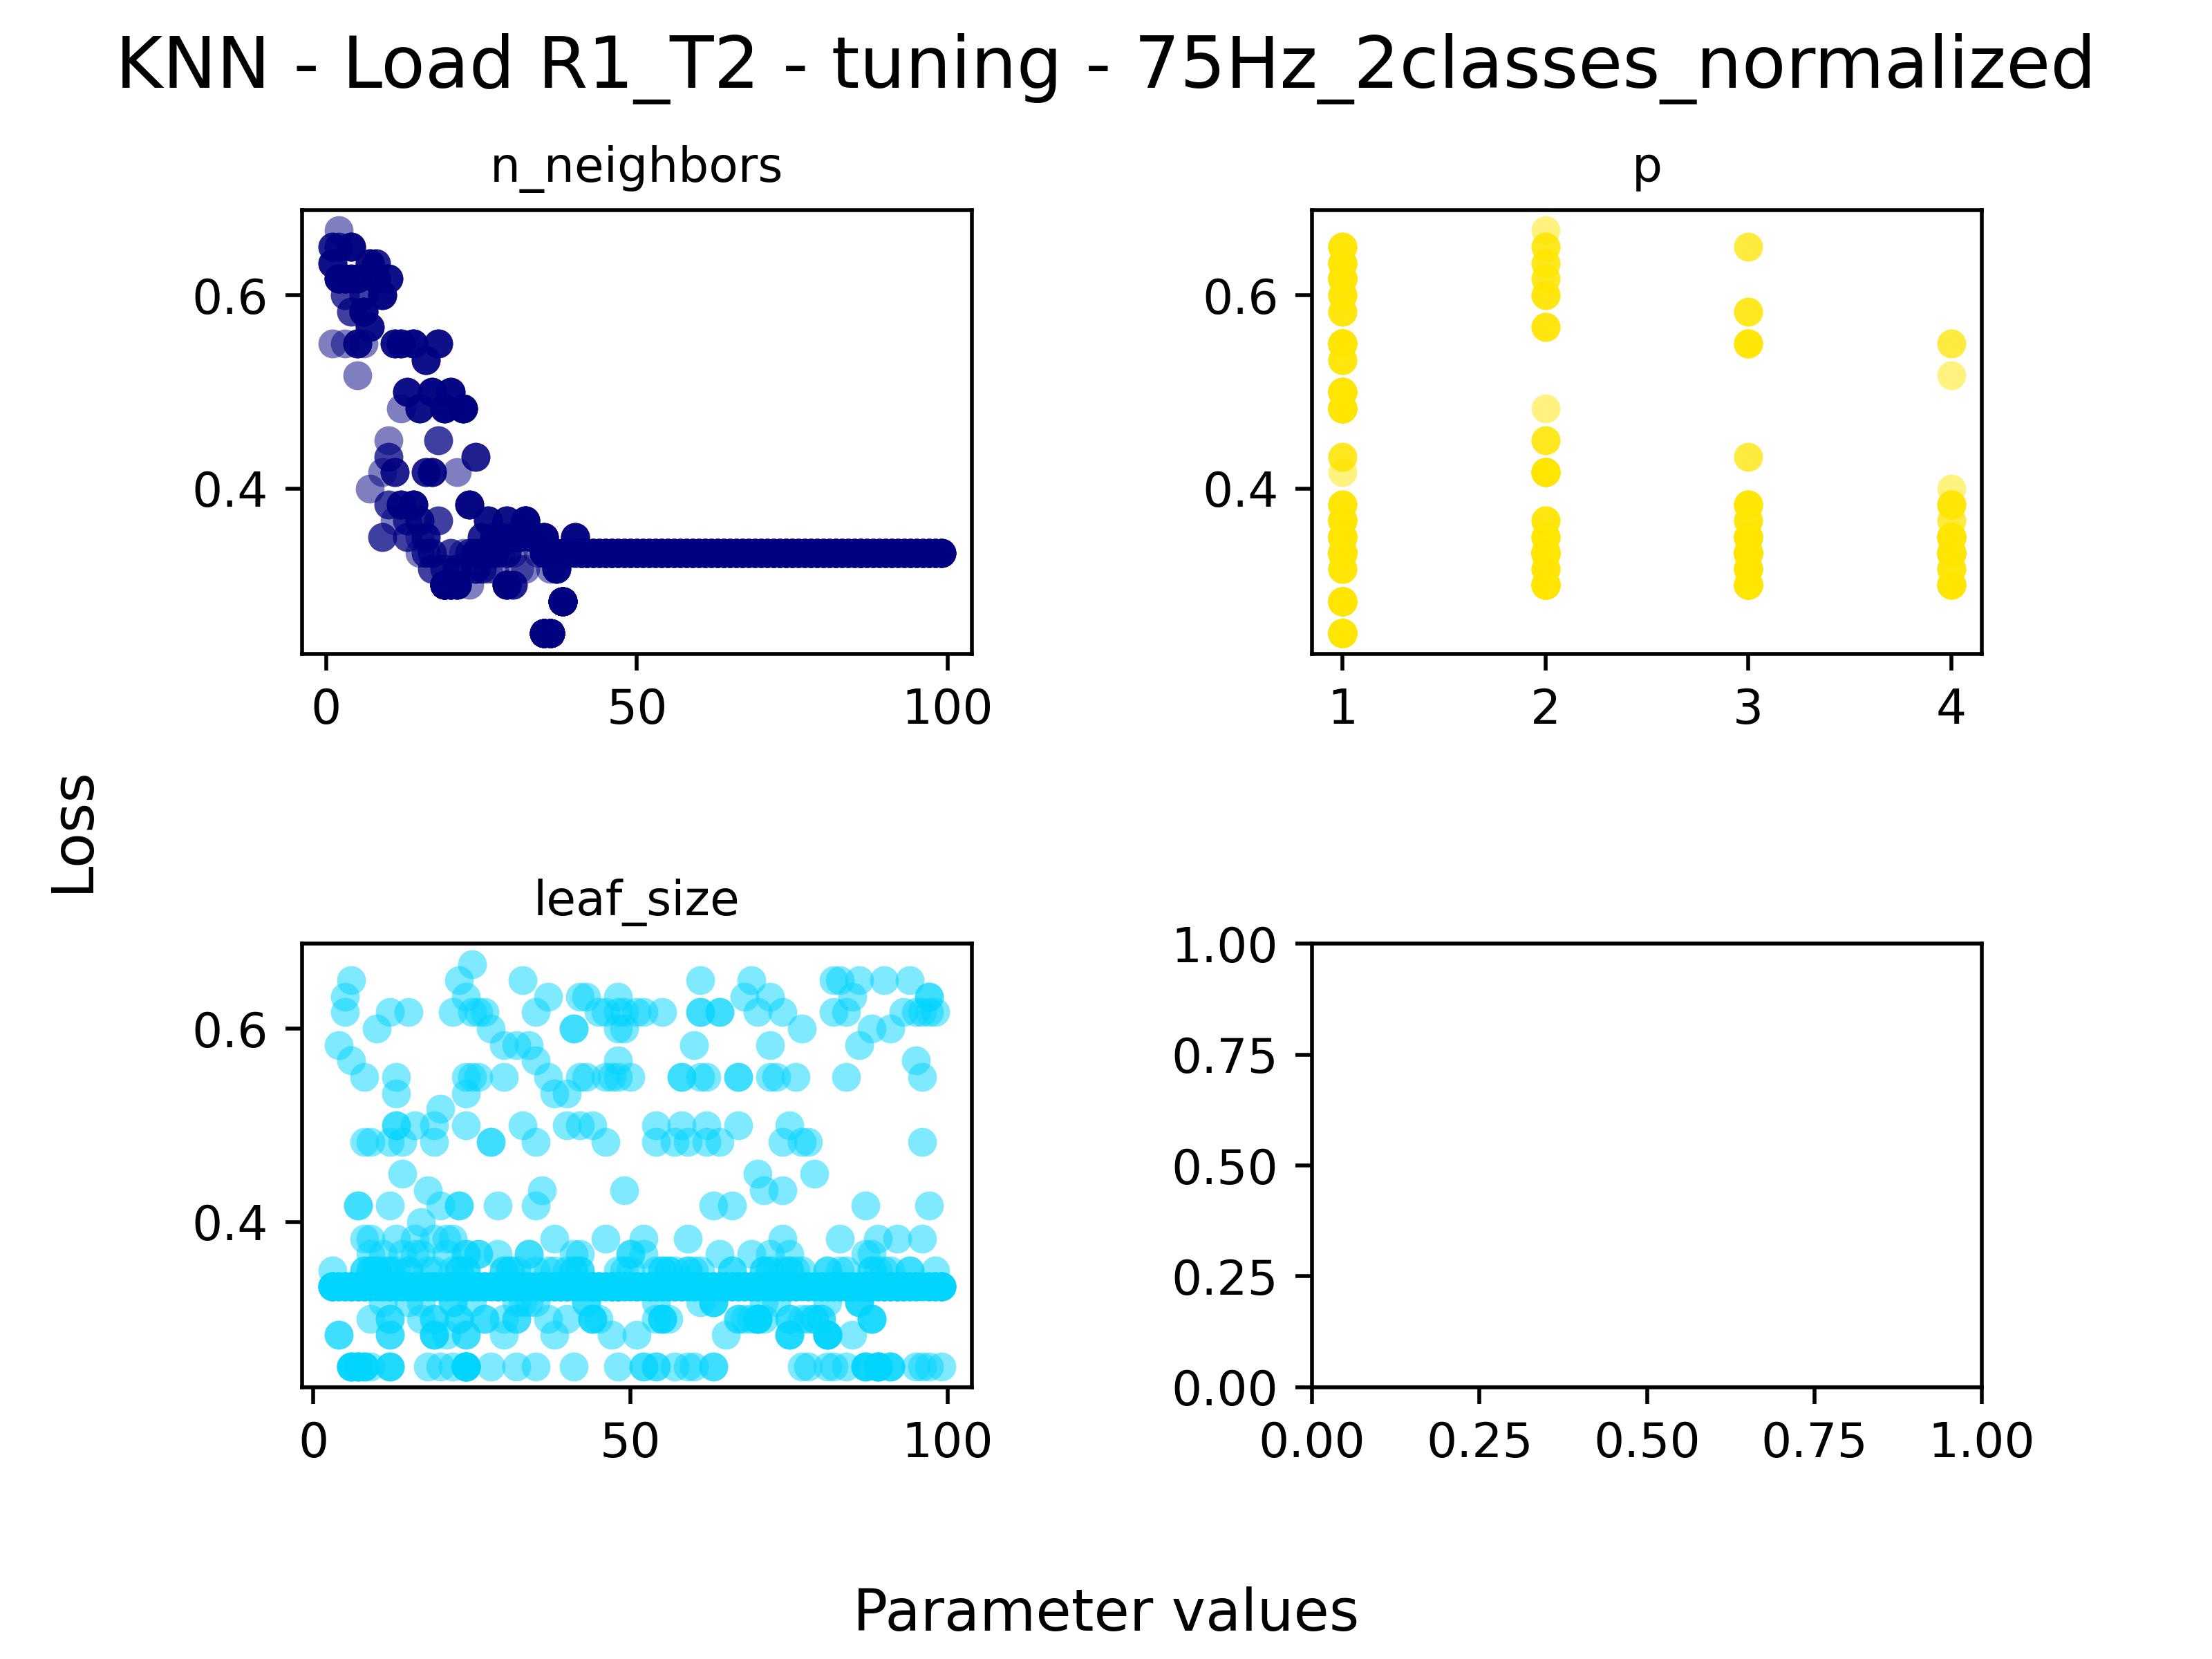 KNN - Load R1_T2 - tuning - 75Hz_2classes_normalized
n_neighbors
0.6
0.4
0 50 100
p
0.6
0.4
1 2 3 4
Loss
leaf_size
0.6
0.4
0 50 100
1.00
0.75
0.50
0.25
0.00
0.00 0.25 0.50 0.75 1.00
Parameter values